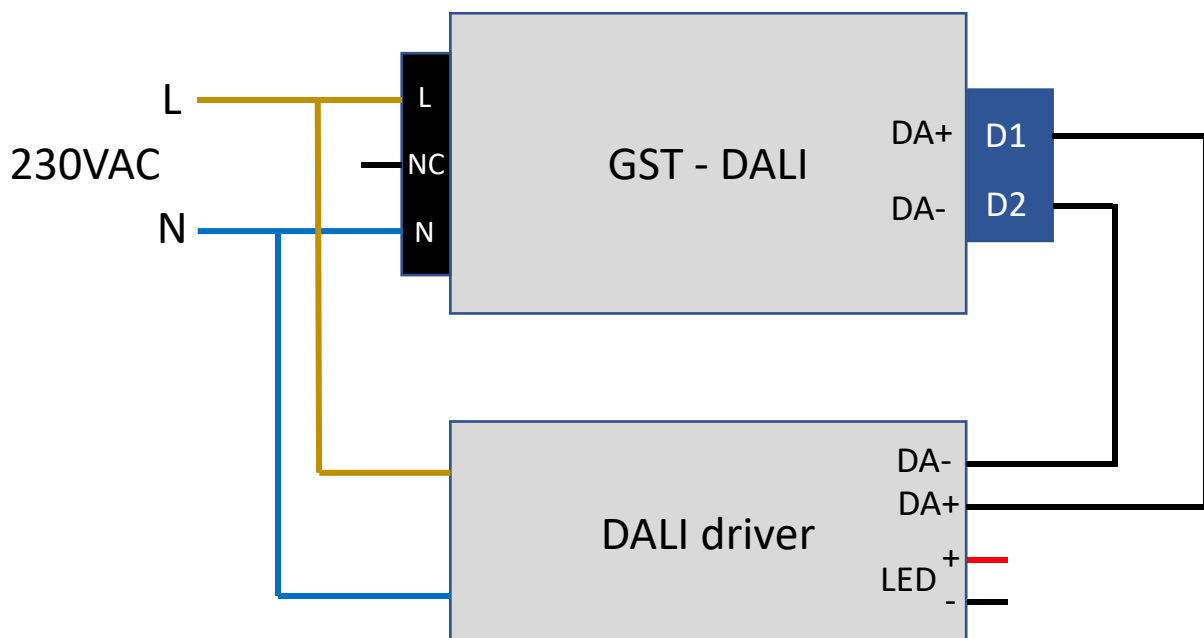 L
230VAC
N
L
NC
N
GST - DALI
DA+
DA-
D1
D2
DALI driver
DA-
DA+
LED
+
-